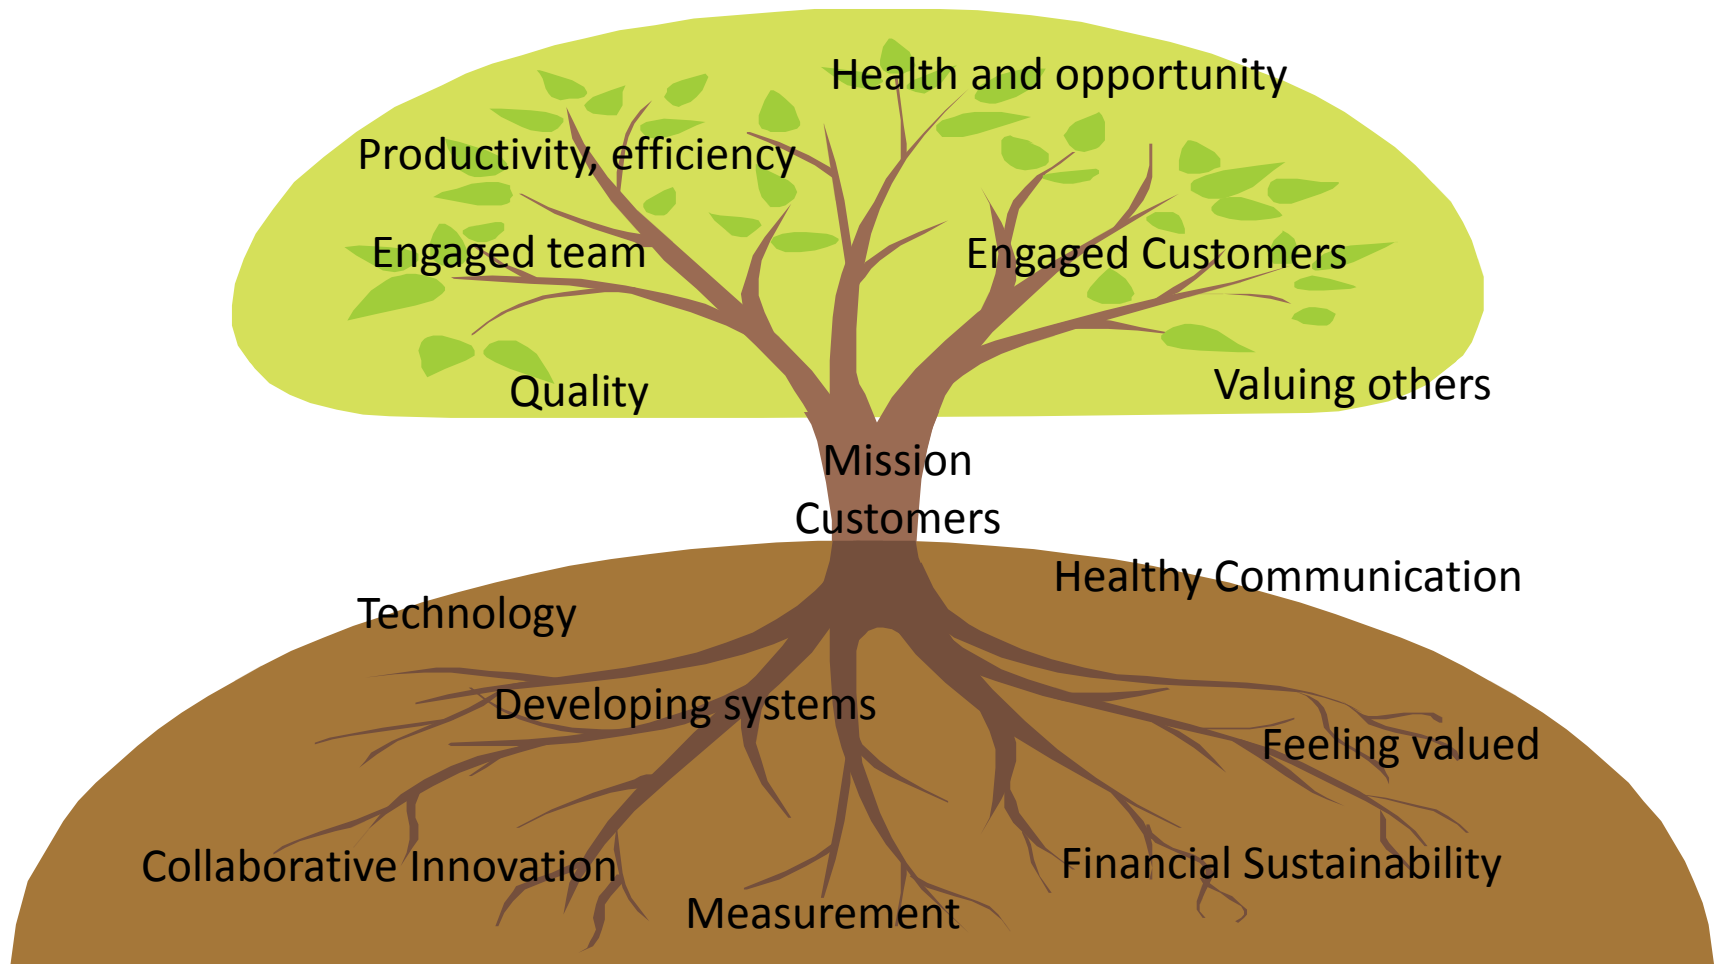 Health and opportunity
Productivity, efficiency
Engaged team
Engaged Customers
Quality
Valuing others
Mission
Customers
Healthy Communication
Technology
Developing systems
Feeling valued
Collaborative Innovation
Financial Sustainability
Measurement